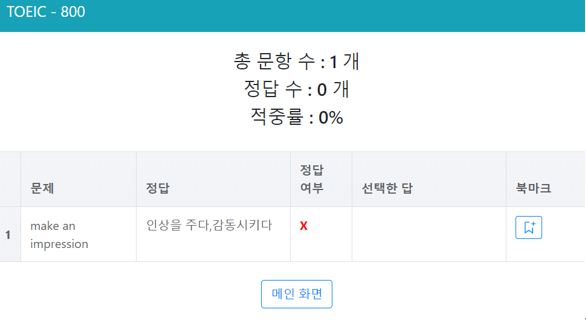 TOEIC - 800
총 문항 수 : 1 개
정답 수 : 0 개
적중률 : 0%
문제 정답 정답 여부 선택한 답 북마크
1 make an impression 인상을 주다,감동시키다 X
메인 화면